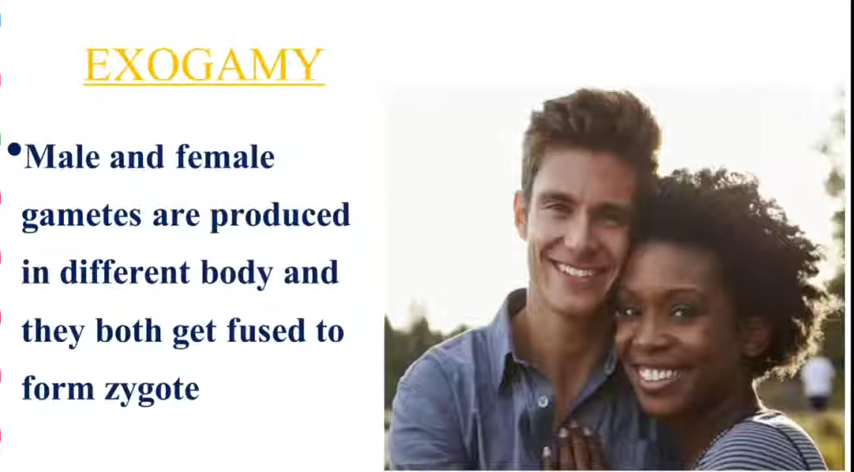 EXOGAMY
•Male and female
gametes are produced
in different body and
they both get fused to
form zygote